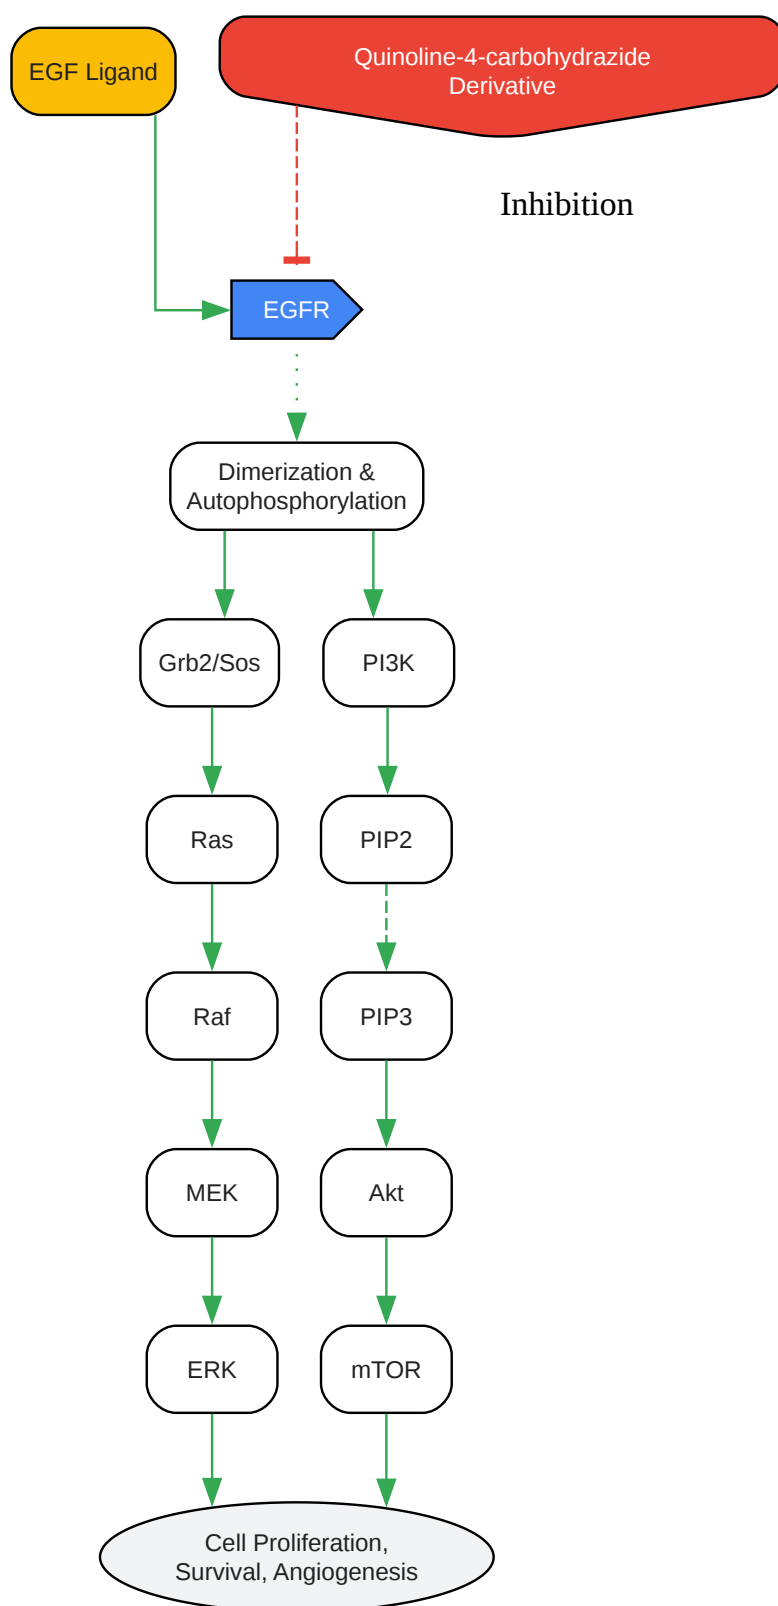 EGF Ligand
Quinoline-4-carbohydrazide
Derivative
Inhibition
EGFR
Dimerization &
Autophosphorylation
Grb2/Sos
PI3K
Ras
PIP2
Raf
PIP3
MEK
Akt
ERK
mTOR
Cell Proliferation,
Survival, Angiogenesis